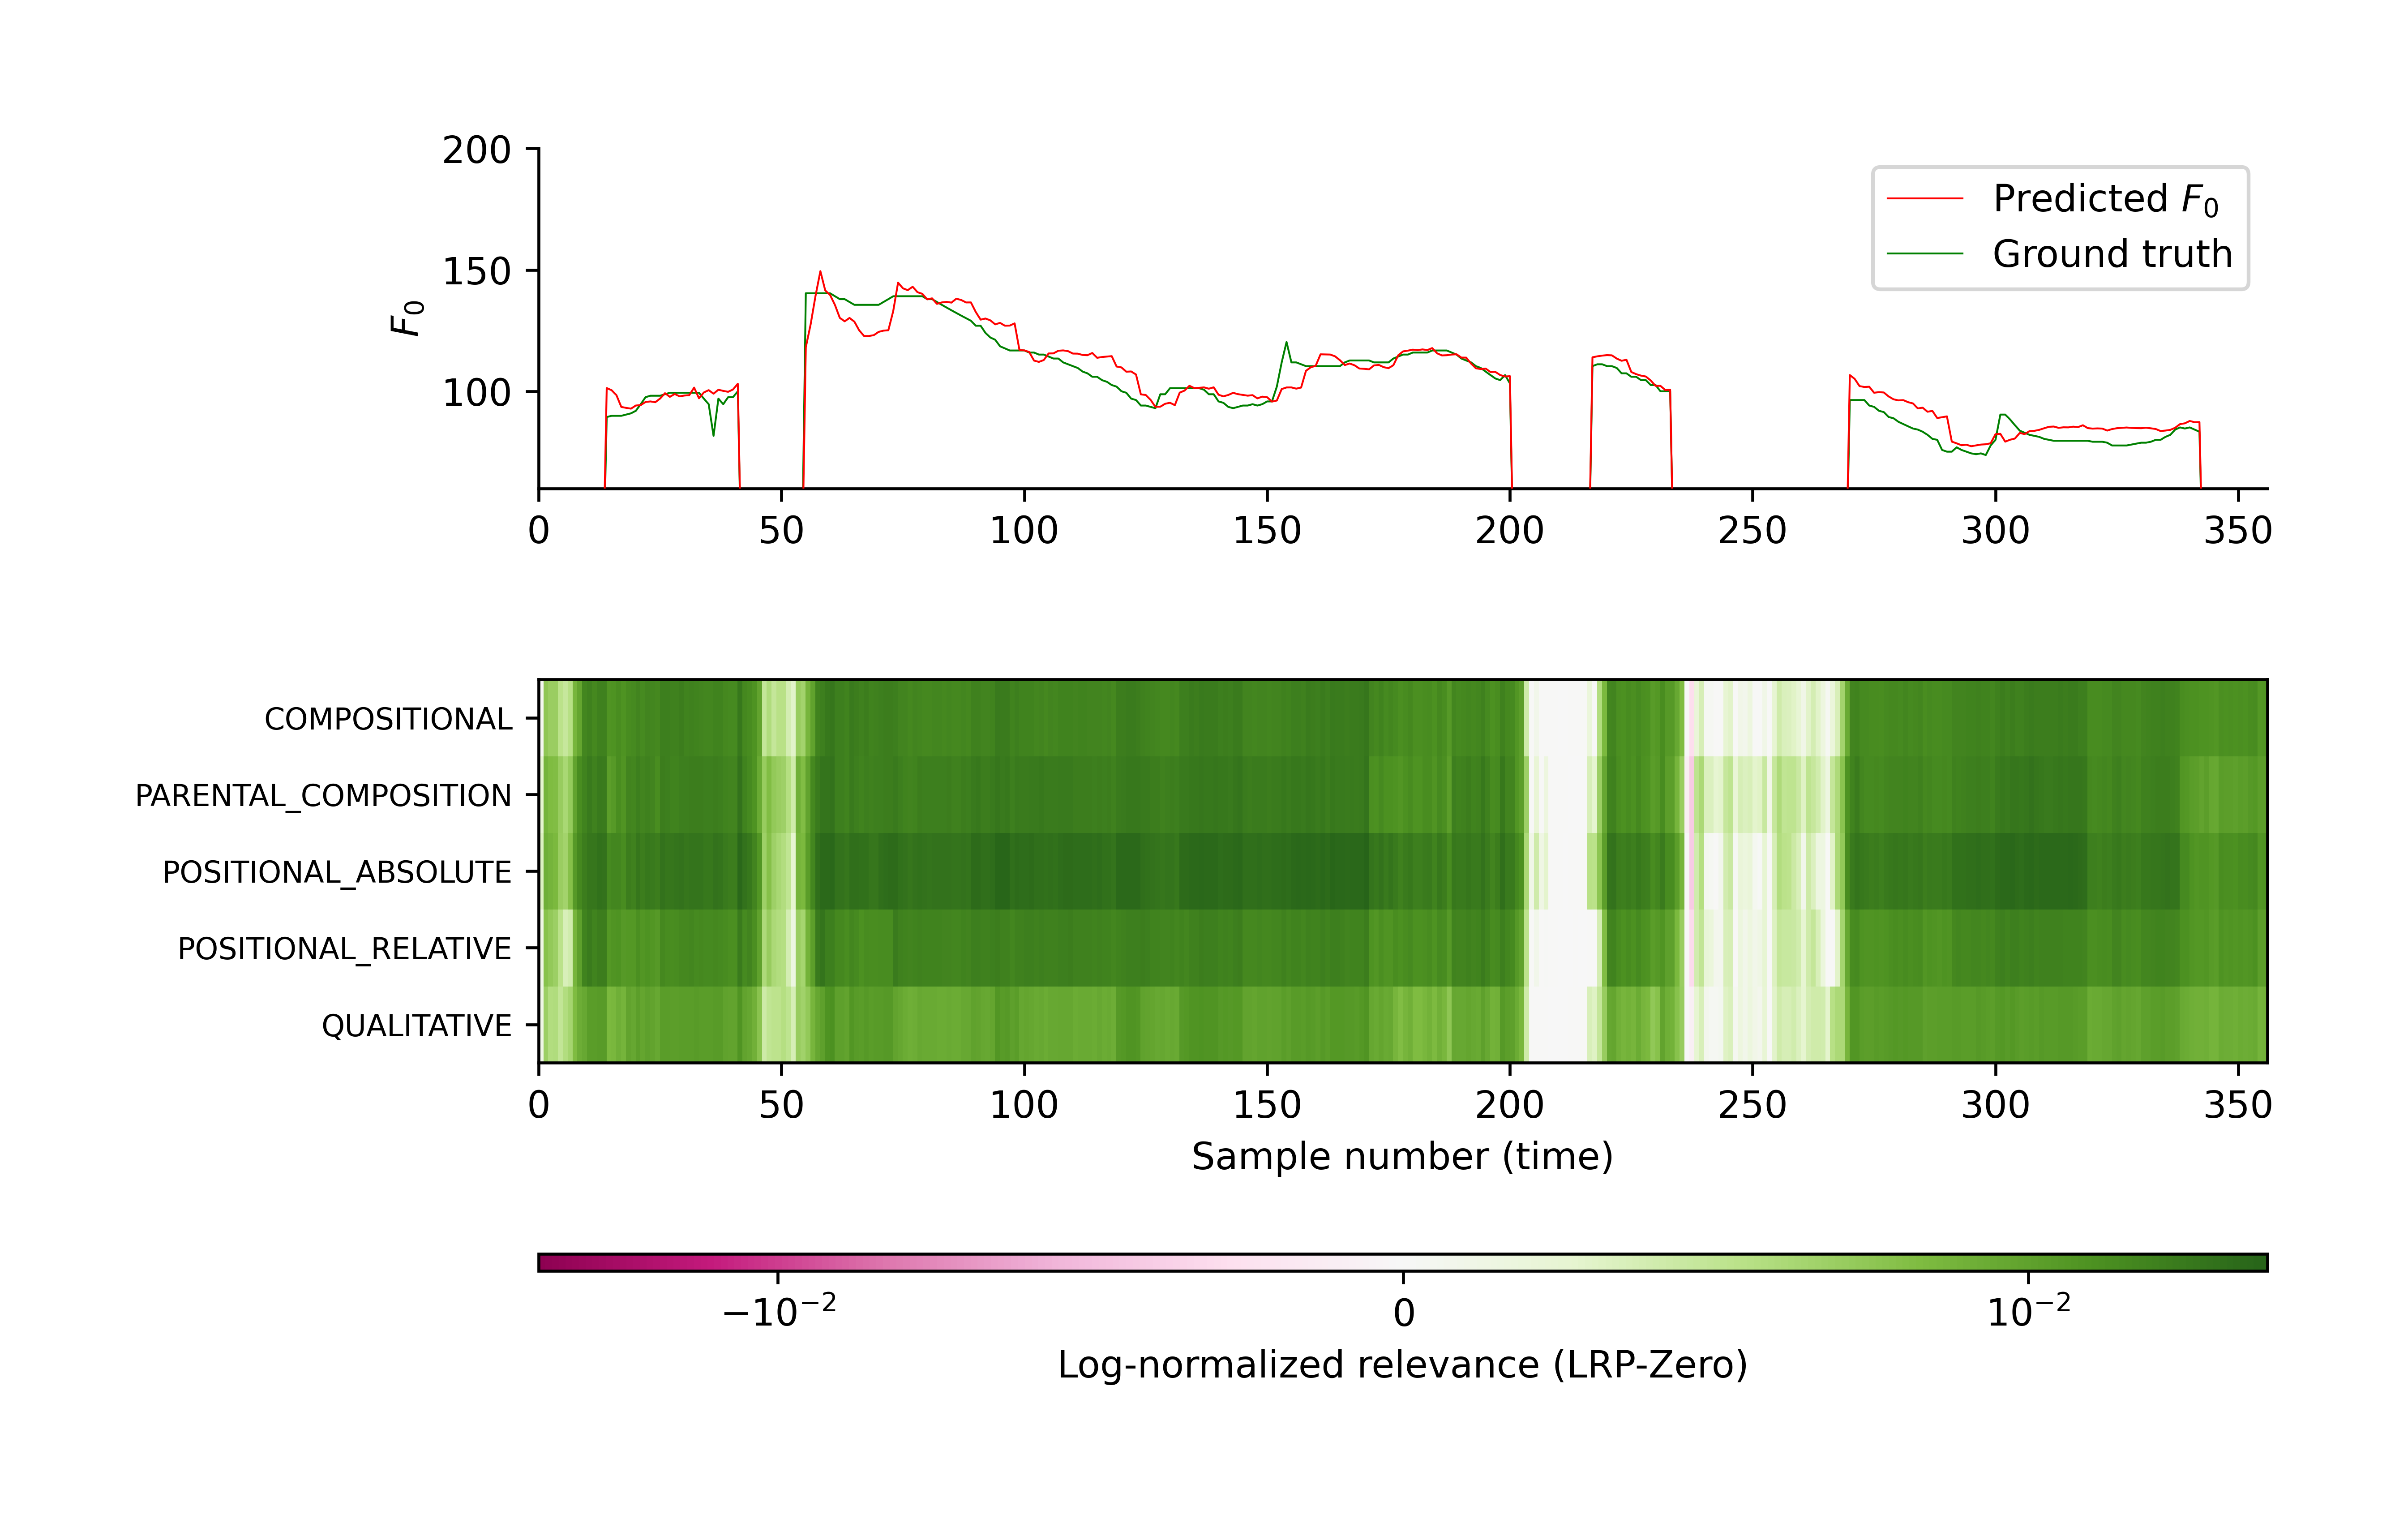 200
150
100
F₀
Predicted F₀
Ground truth
0 50 100 150 200 250 300 350
COMPOSITIONAL
PARENTAL_COMPOSITION
POSITIONAL_ABSOLUTE
POSITIONAL_RELATIVE
QUALITATIVE
0 50 100 150 200 250 300 350
Sample number (time)
−10⁻² 0 10⁻²
Log-normalized relevance (LRP-Zero)